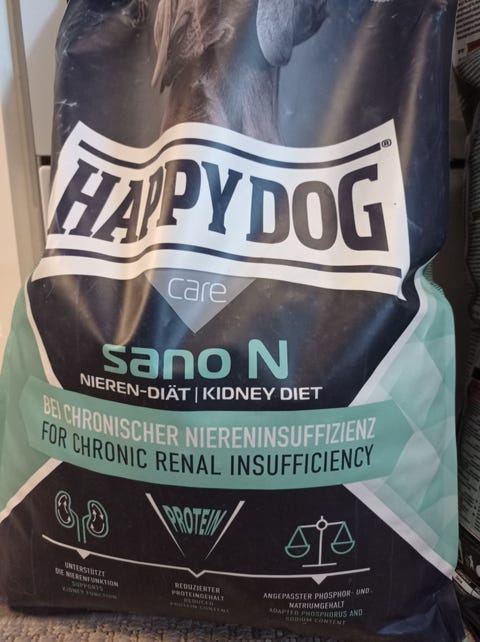 HAPPY DOG®
care
sano N
NIEREN-DIÄT | KIDNEY DIET
BEI CHRONISCHER NIERENINSUFFIZIENZ
FOR CHRONIC RENAL INSUFFICIENCY
PROTEIN
UNTERSTÜTZT
DIE NIERENFUNKTION
SUPPORTS
KIDNEY FUNCTION
REDUZIERTER
PROTEINGEHALT
REDUCED
PROTEIN CONTENT
ANGEPASSTER PHOSPHOR- UND
NATRIUMGEHALT
ADAPTED PHOSPHORUS AND
SODIUM CONTENT